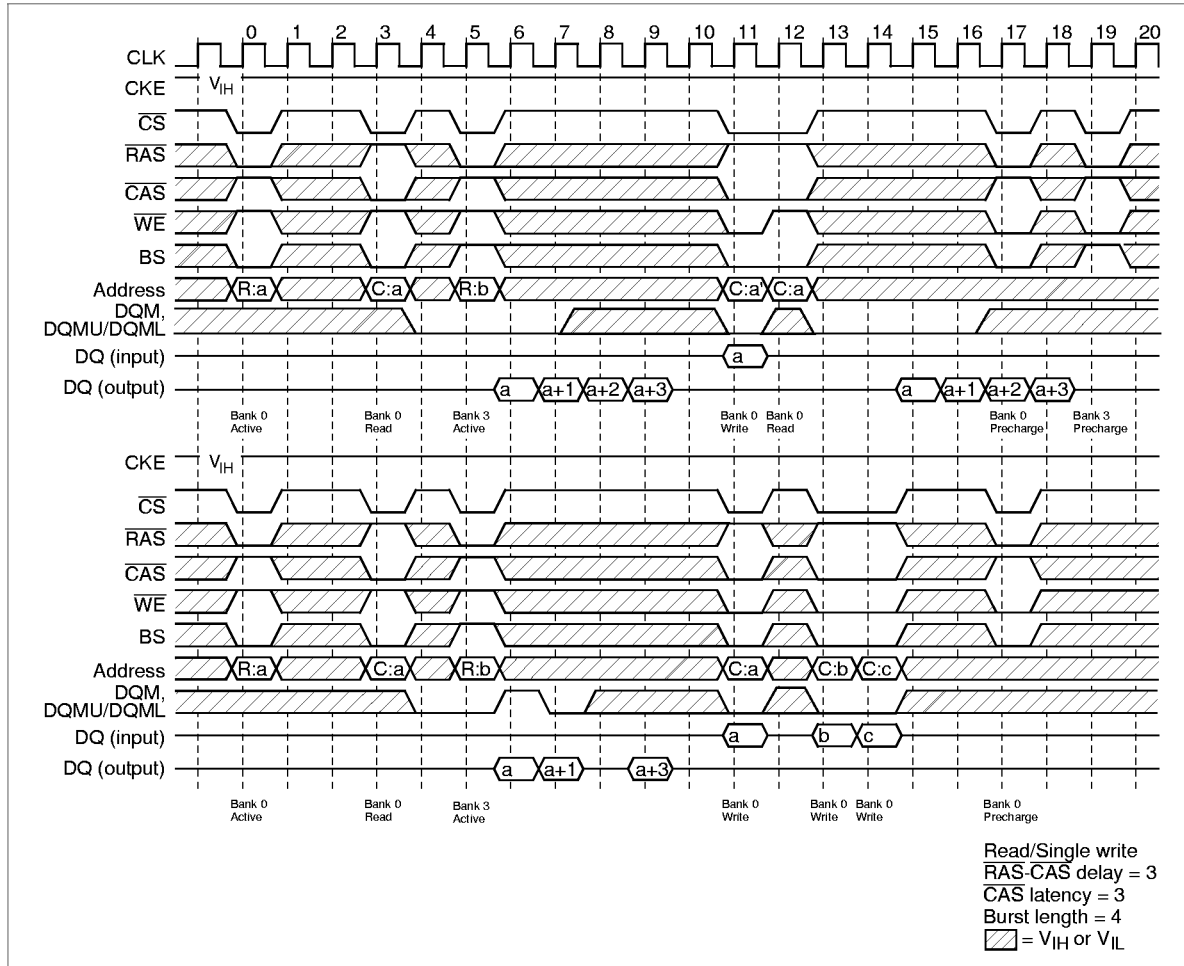 0 1 2 3 4 5 6 7 8 9 10 11 12 13 14 15 16 17 18 19 20
CLK
CKE VIH
CS
RAS
CAS
WE
BS
Address R:a C:a R:b C:a' C:a
DQM,
DQMU/DQML
DQ (input) a
DQ (output) a a+1 a+2 a+3 a a+1 a+2 a+3
Bank 0 Bank 0 Bank 3 Bank 0 Bank 0 Bank 0 Bank 3
Active Read Active Write Read Precharge Precharge
CKE VIH
CS
RAS
CAS
WE
BS
Address R:a C:a R:b C:a C:b C:c
DQM,
DQMU/DQML
DQ (input) a b c
DQ (output) a a+1 a+3
Bank 0 Bank 0 Bank 3 Bank 0 Bank 0 Bank 0 Bank 0
Active Read Active Write Write Write Precharge
Read/Single write
RAS-CAS delay = 3
CAS latency = 3
Burst length = 4
= VIH or VIL